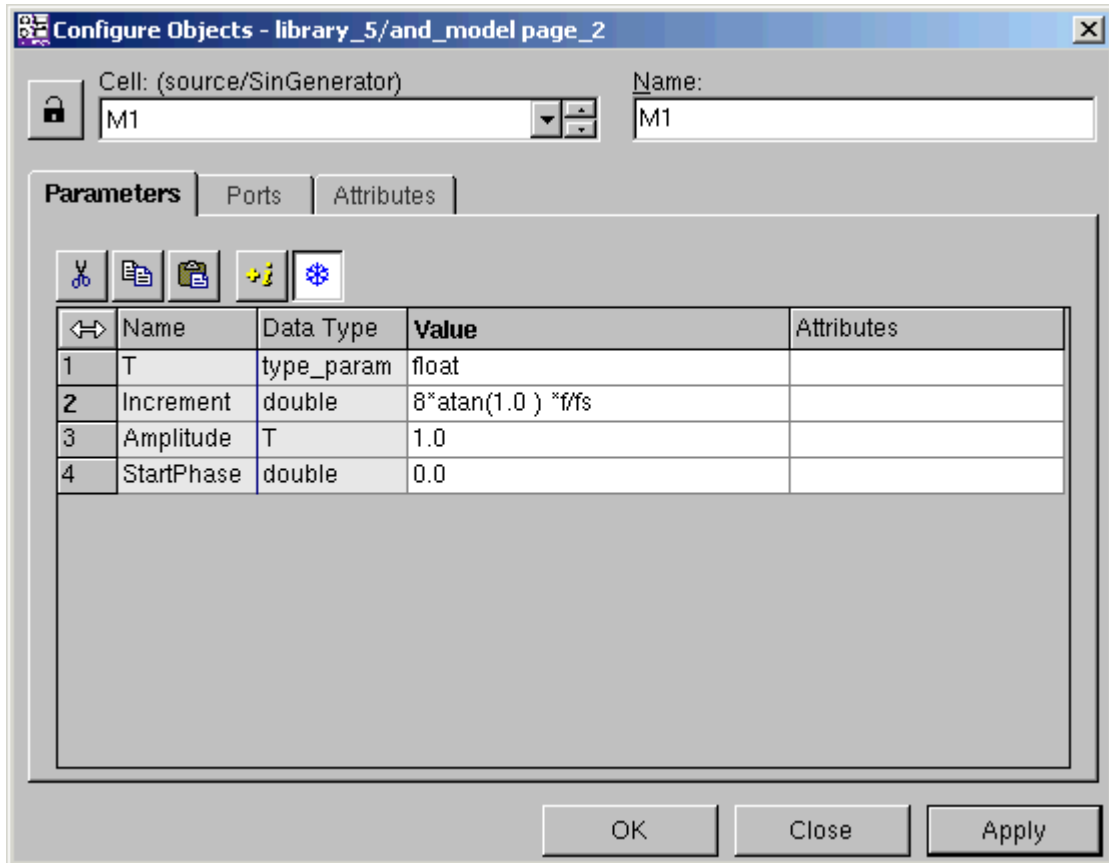 Configure Objects - library_5/and_model page_2
Cell: (source/SinGenerator)
Name:
M1
M1
Parameters Ports Attributes
Name Data Type Value Attributes
1 T type_param float
2 Increment double 8*atan(1.0 ) *f/fs
3 Amplitude T 1.0
4 StartPhase double 0.0
OK Close Apply